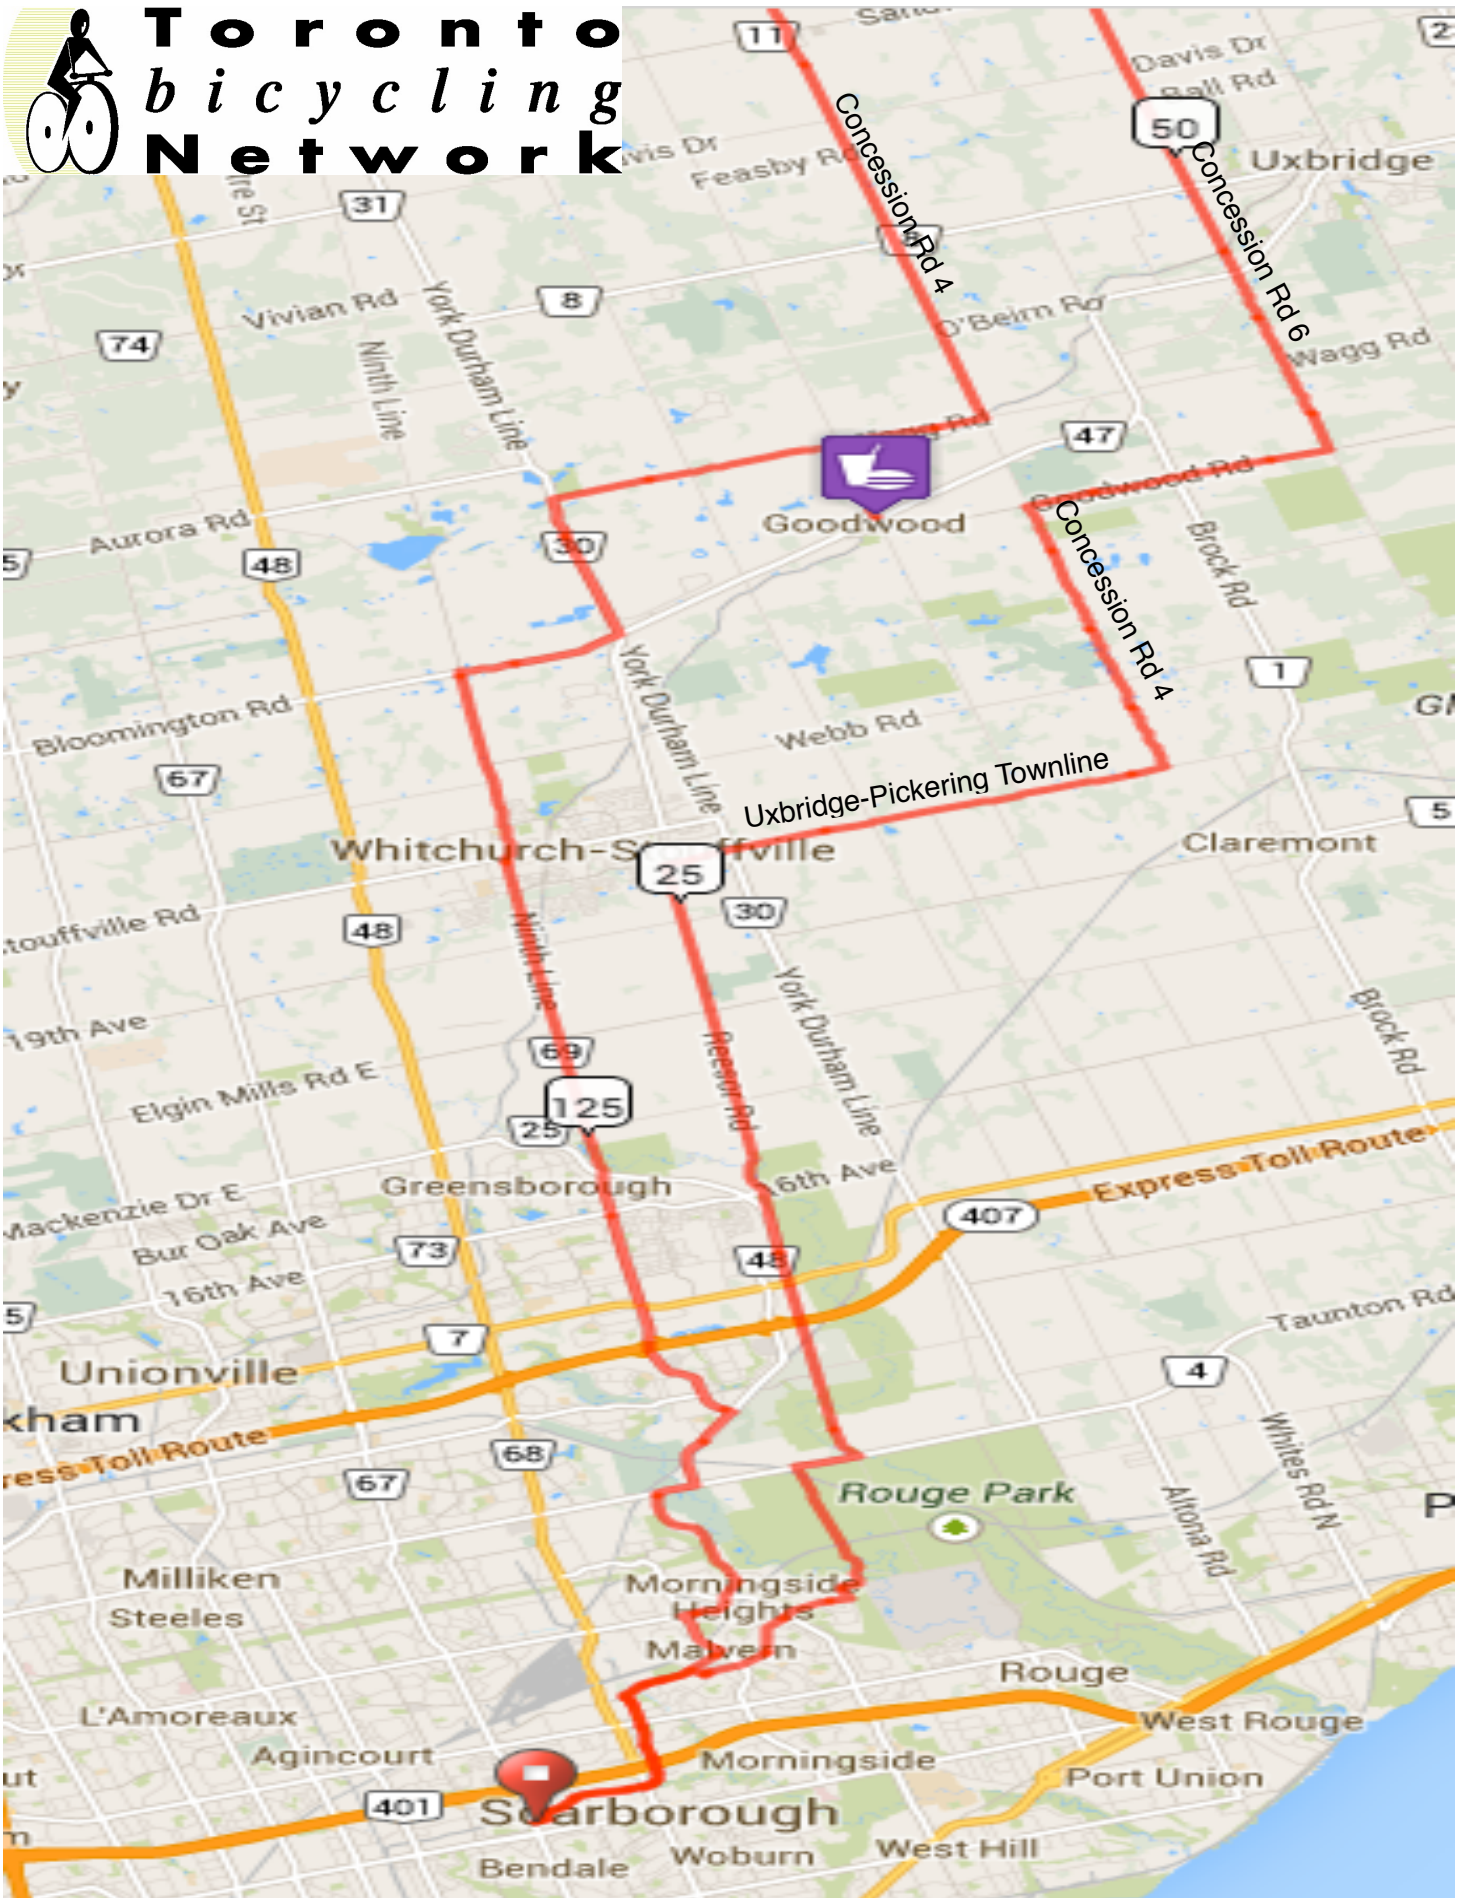 Toronto
bicycling
Network
11
Davis Dr
Ball Rd
50
Uxbridge
Feasby Rd
Concession Rd 4
Concession Rd 6
31
8
Vivian Rd
74
York Durham Line
Ninth Line
O'Beirn Rd
Wagg Rd
Wagg Rd
47
Goodwood Rd
Goodwood
Aurora Rd
48
30
Concession Rd 4
Brock Rd
1
York Durham Line
Bloomington Rd
67
Webb Rd
Uxbridge-Pickering Townline
5
Claremont
Whitchurch-Stouffville
25
30
48
Ninth Line
York Durham Line
Reesor Rd
Brock Rd
19th Ave
69
Elgin Mills Rd E
125
25
16th Ave
Express Toll Route
Greensborough
407
Mackenzie Dr E
Bur Oak Ave
73
48
16th Ave
7
Taunton Rd
Unionville
4
68
67
Whites Rd N
Altona Rd
Rouge Park
Milliken
Steeles
Morningside
Heights
Malvern
Rouge
L'Amoreaux
West Rouge
Agincourt
Morningside
Port Union
401
Scarborough
West Hill
Woburn
Bendale